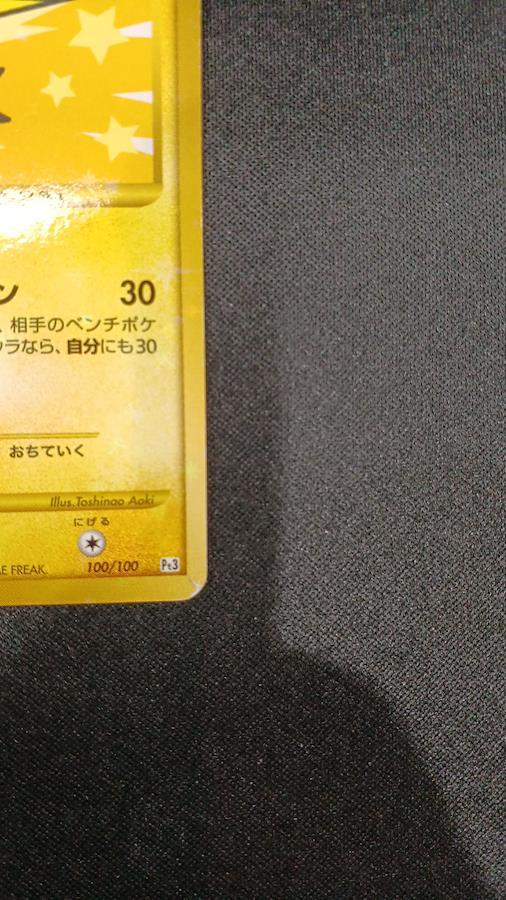 ン 30
、相手のベンチポケ
ウラなら、自分にも30
おちていく
Illus. Toshinao Aoki
にげる
E FREAK. 100/100 Pt3